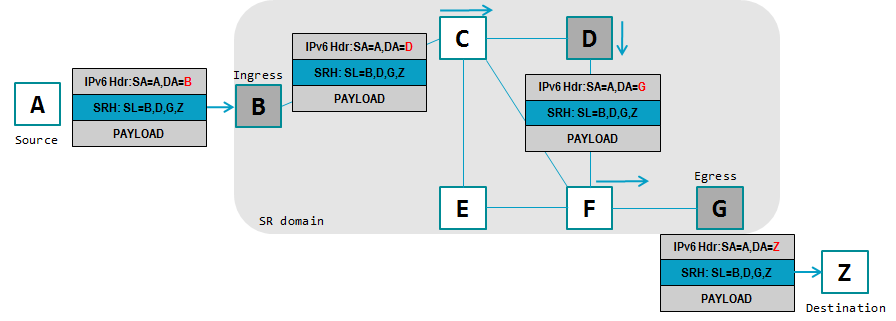 A
Source
IPv6 Hdr:SA=A,DA=B
SRH: SL=B,D,G,Z
PAYLOAD
Ingress
B
IPv6 Hdr:SA=A,DA=D
SRH: SL=B,D,G,Z
PAYLOAD
C
D
IPv6 Hdr:SA=A,DA=G
SRH: SL=B,D,G,Z
PAYLOAD
E
F
Egress
G
SR domain
IPv6 Hdr:SA=A,DA=Z
SRH: SL=B,D,G,Z
PAYLOAD
Z
Destination